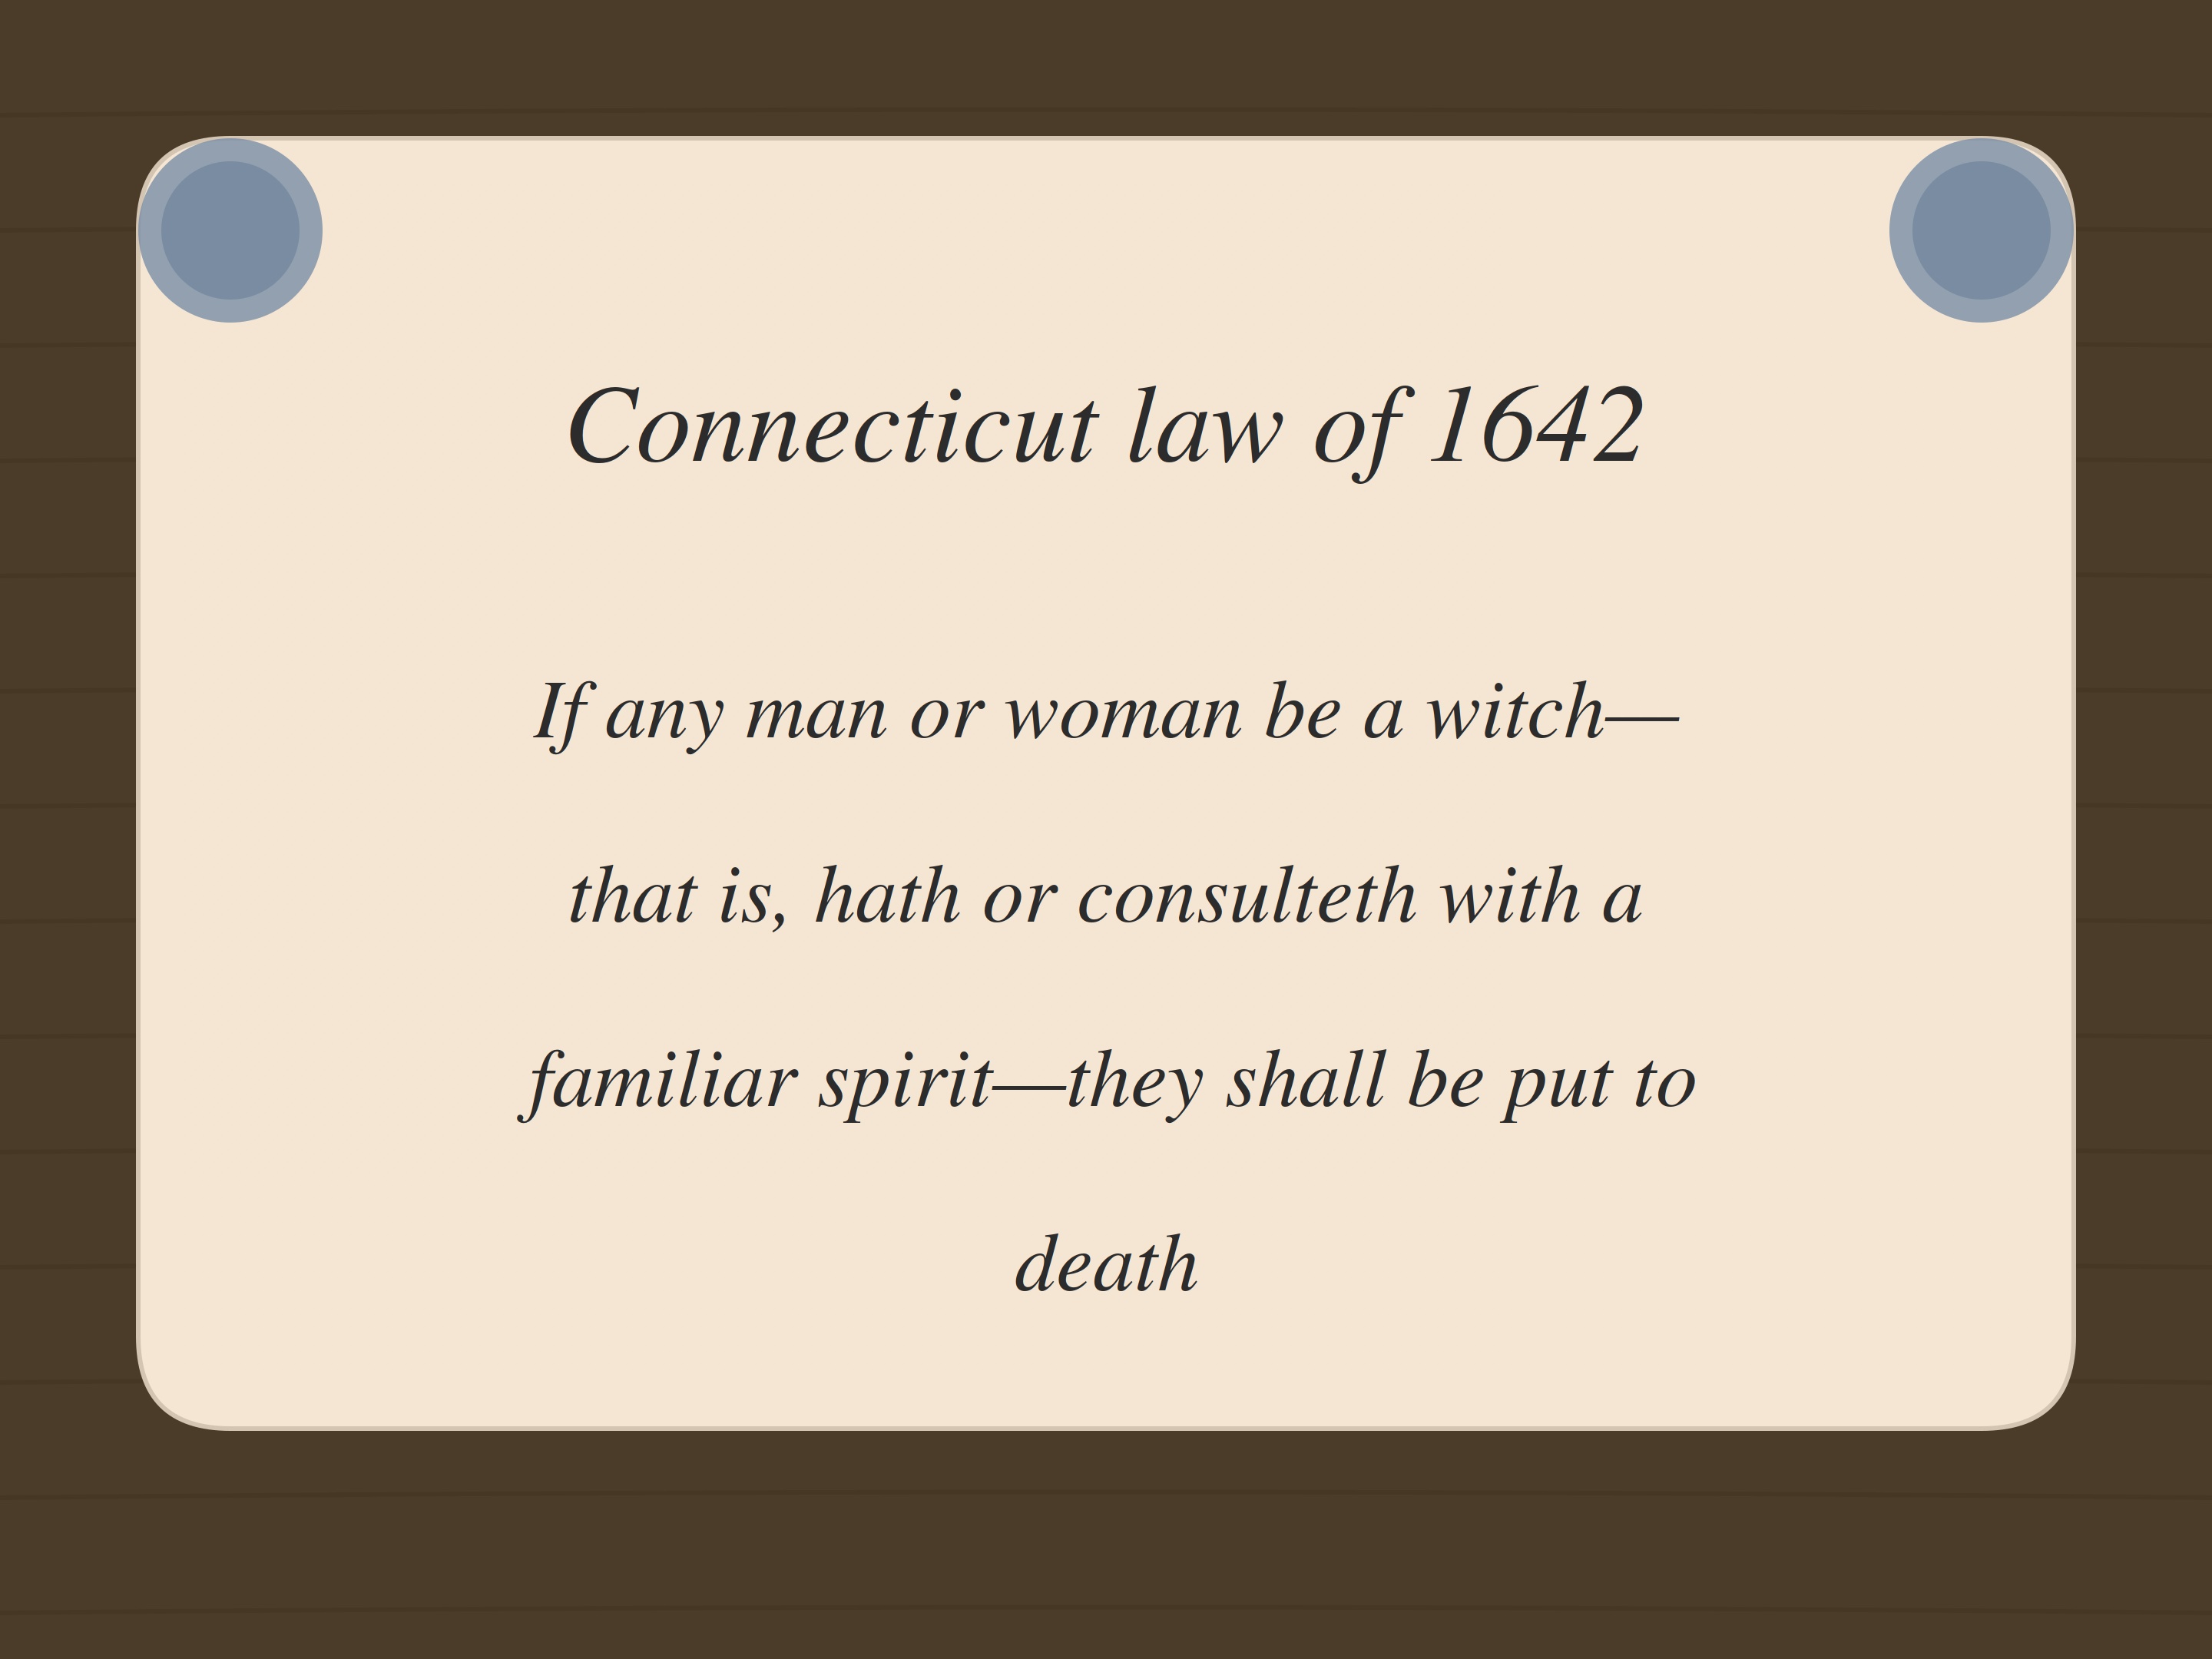 Connecticut law of 1642
If any man or woman be a witch—
that is, hath or consulteth with a
familiar spirit—they shall be put to
death